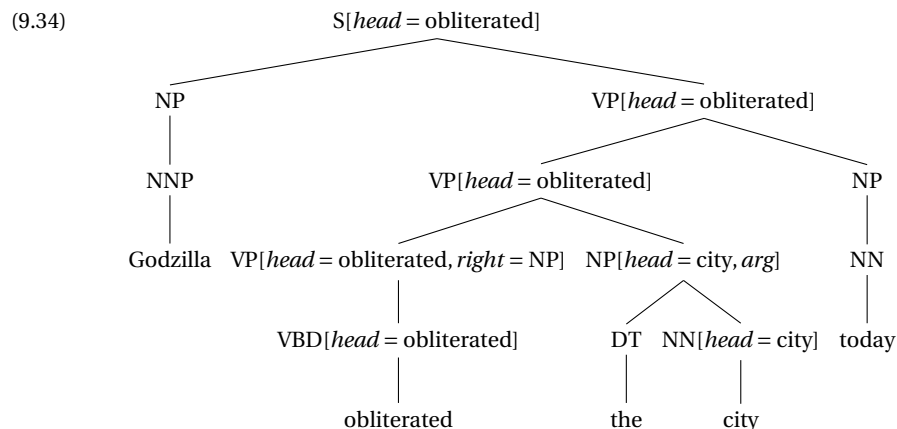 (9.34) S[head = obliterated]
NP VP[head = obliterated]
NNP VP[head = obliterated] NP
Godzilla VP[head = obliterated, right = NP] NP[head = city, arg] NN
VBD[head = obliterated] DT NN[head = city] today
obliterated the city